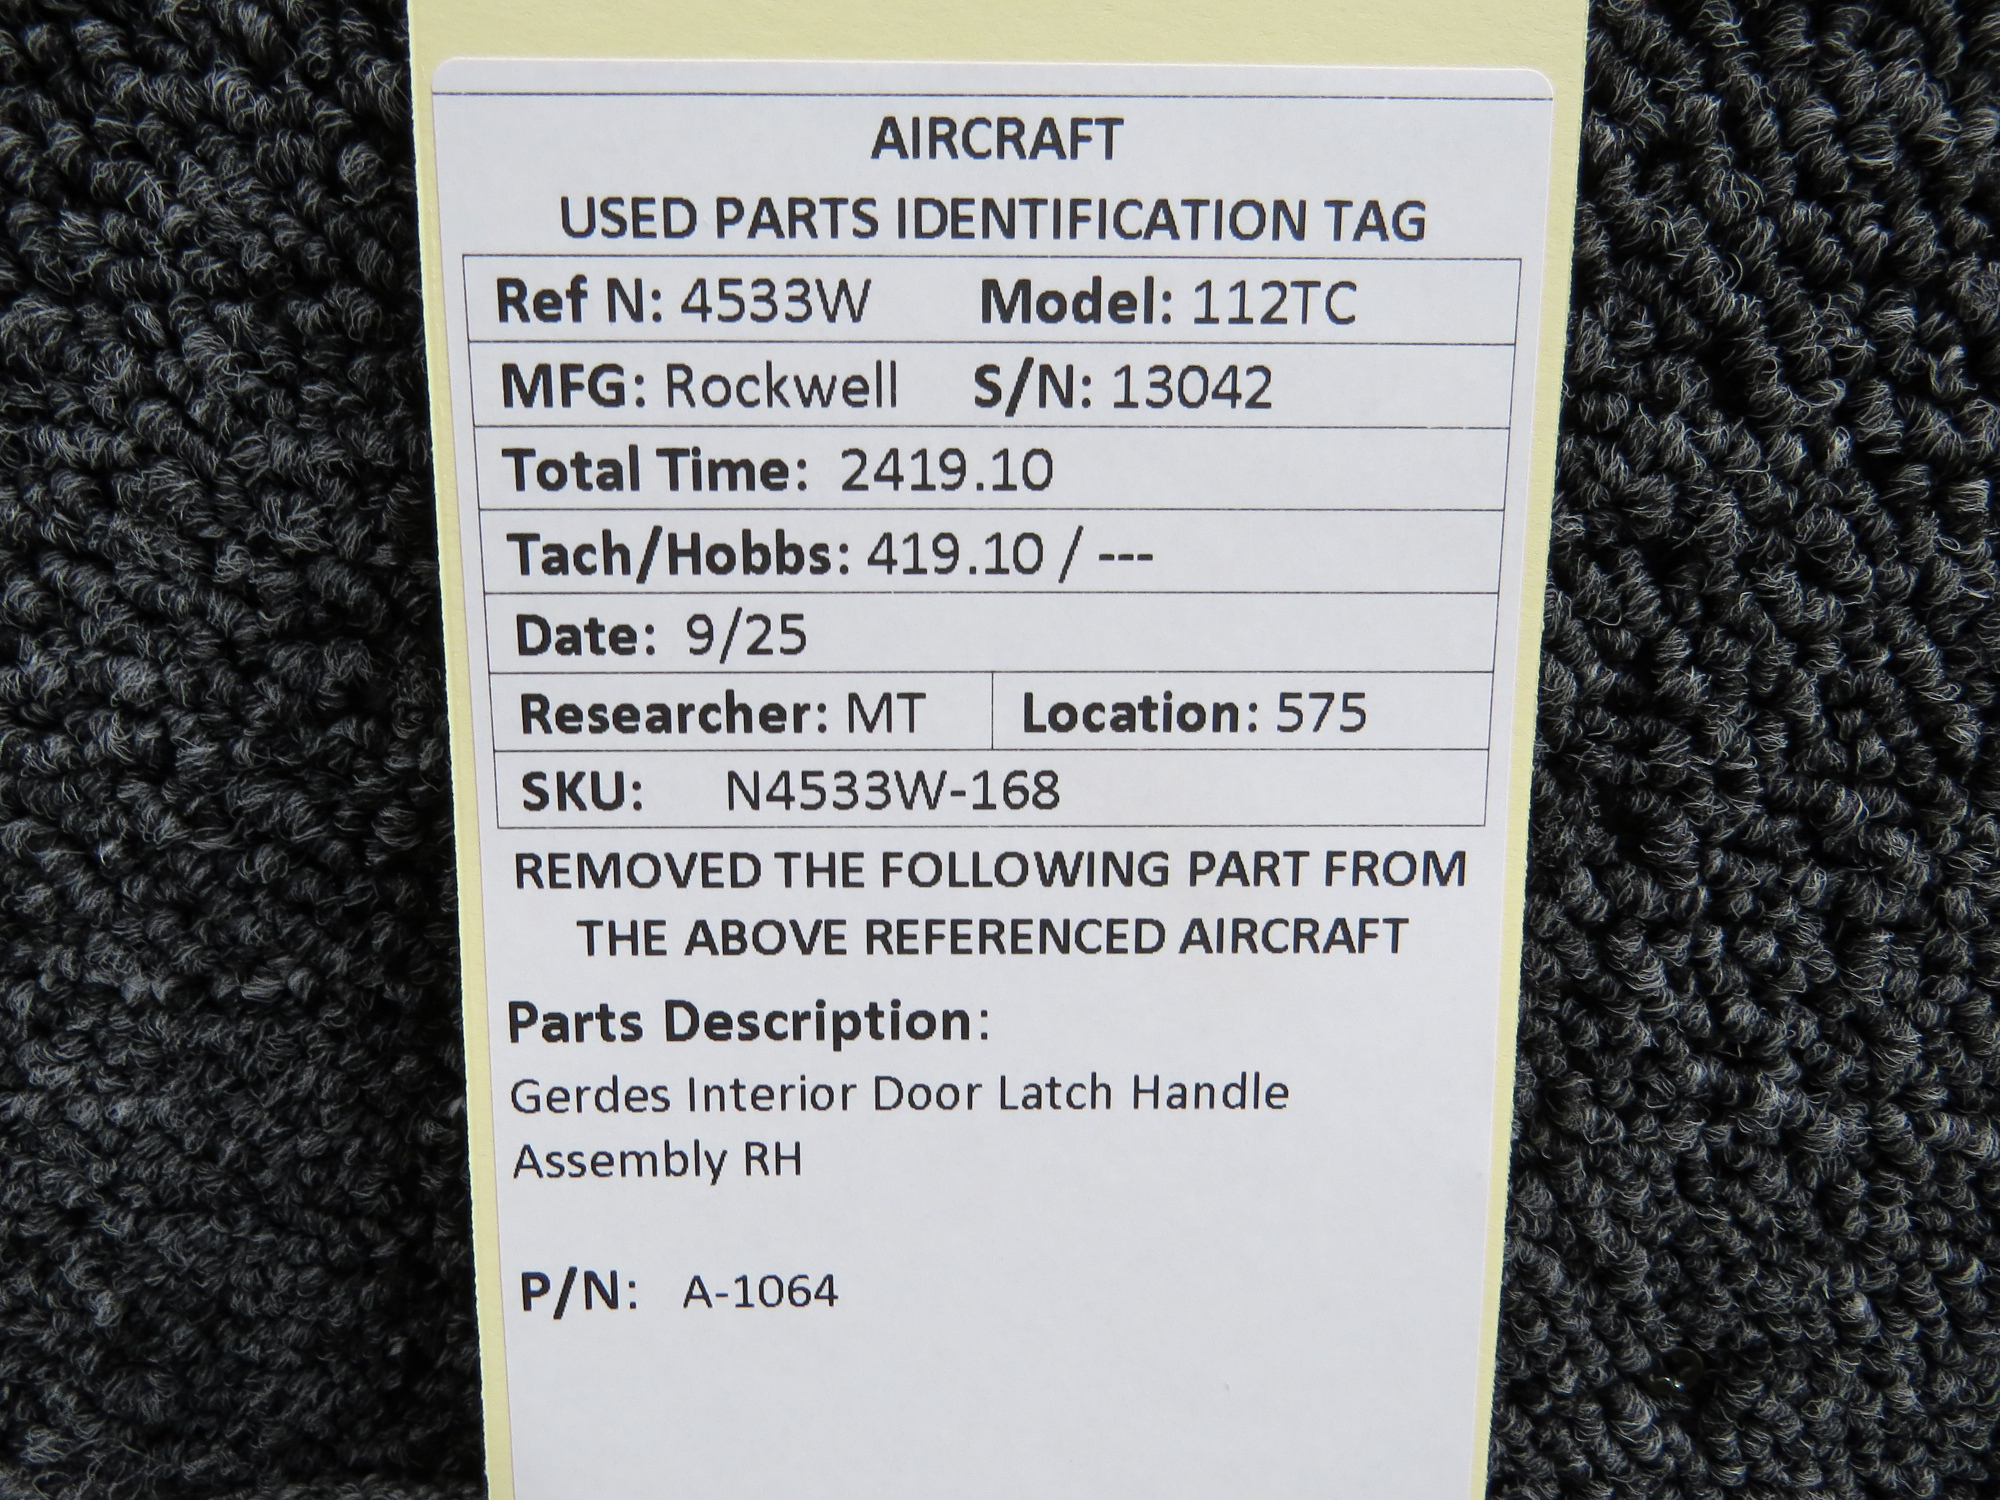 AIRCRAFT
USED PARTS IDENTIFICATION TAG
Ref N: 4533W Model: 112TC
MFG: Rockwell S/N: 13042
Total Time: 2419.10
Tach/Hobbs: 419.10 / ---
Date: 9/25
Researcher: MT Location: 575
SKU: N4533W-168
REMOVED THE FOLLOWING PART FROM
THE ABOVE REFERENCED AIRCRAFT
Parts Description:
Gerdes Interior Door Latch Handle
Assembly RH
P/N: A-1064